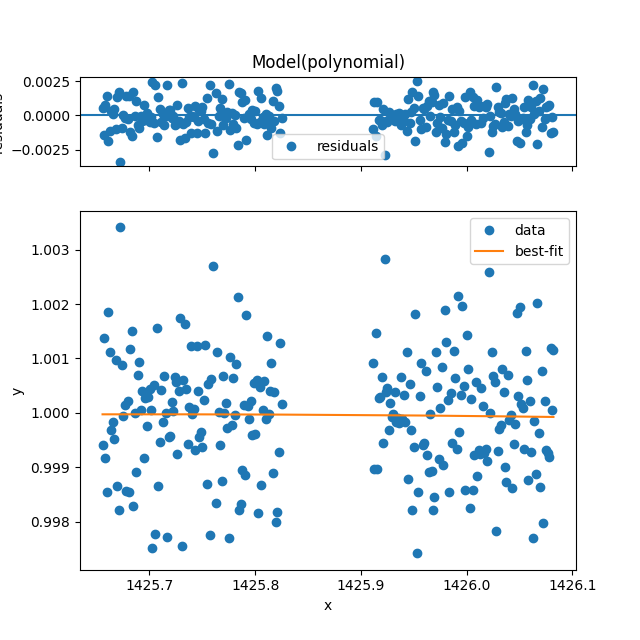 Model(polynomial)
0.0025
0.0000
−0.0025
residuals
1.003
1.002
1.001
1.000
0.999
0.998
y
data
best-fit
1425.7
1425.8
1425.9
1426.0
1426.1
x